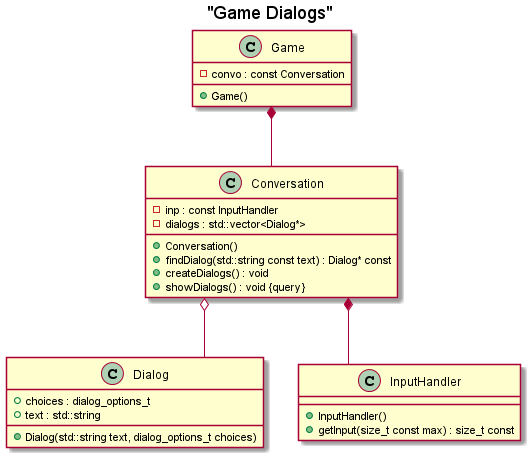 "Game Dialogs"
C Game
convo : const Conversation
Game()
C Conversation
inp : const InputHandler
dialogs : std::vector<Dialog*>
Conversation()
findDialog(std::string const text) : Dialog* const
createDialogs() : void
showDialogs() : void {query}
C Dialog
choices : dialog_options_t
text : std::string
Dialog(std::string text, dialog_options_t choices)
C InputHandler
InputHandler()
getInput(size_t const max) : size_t const